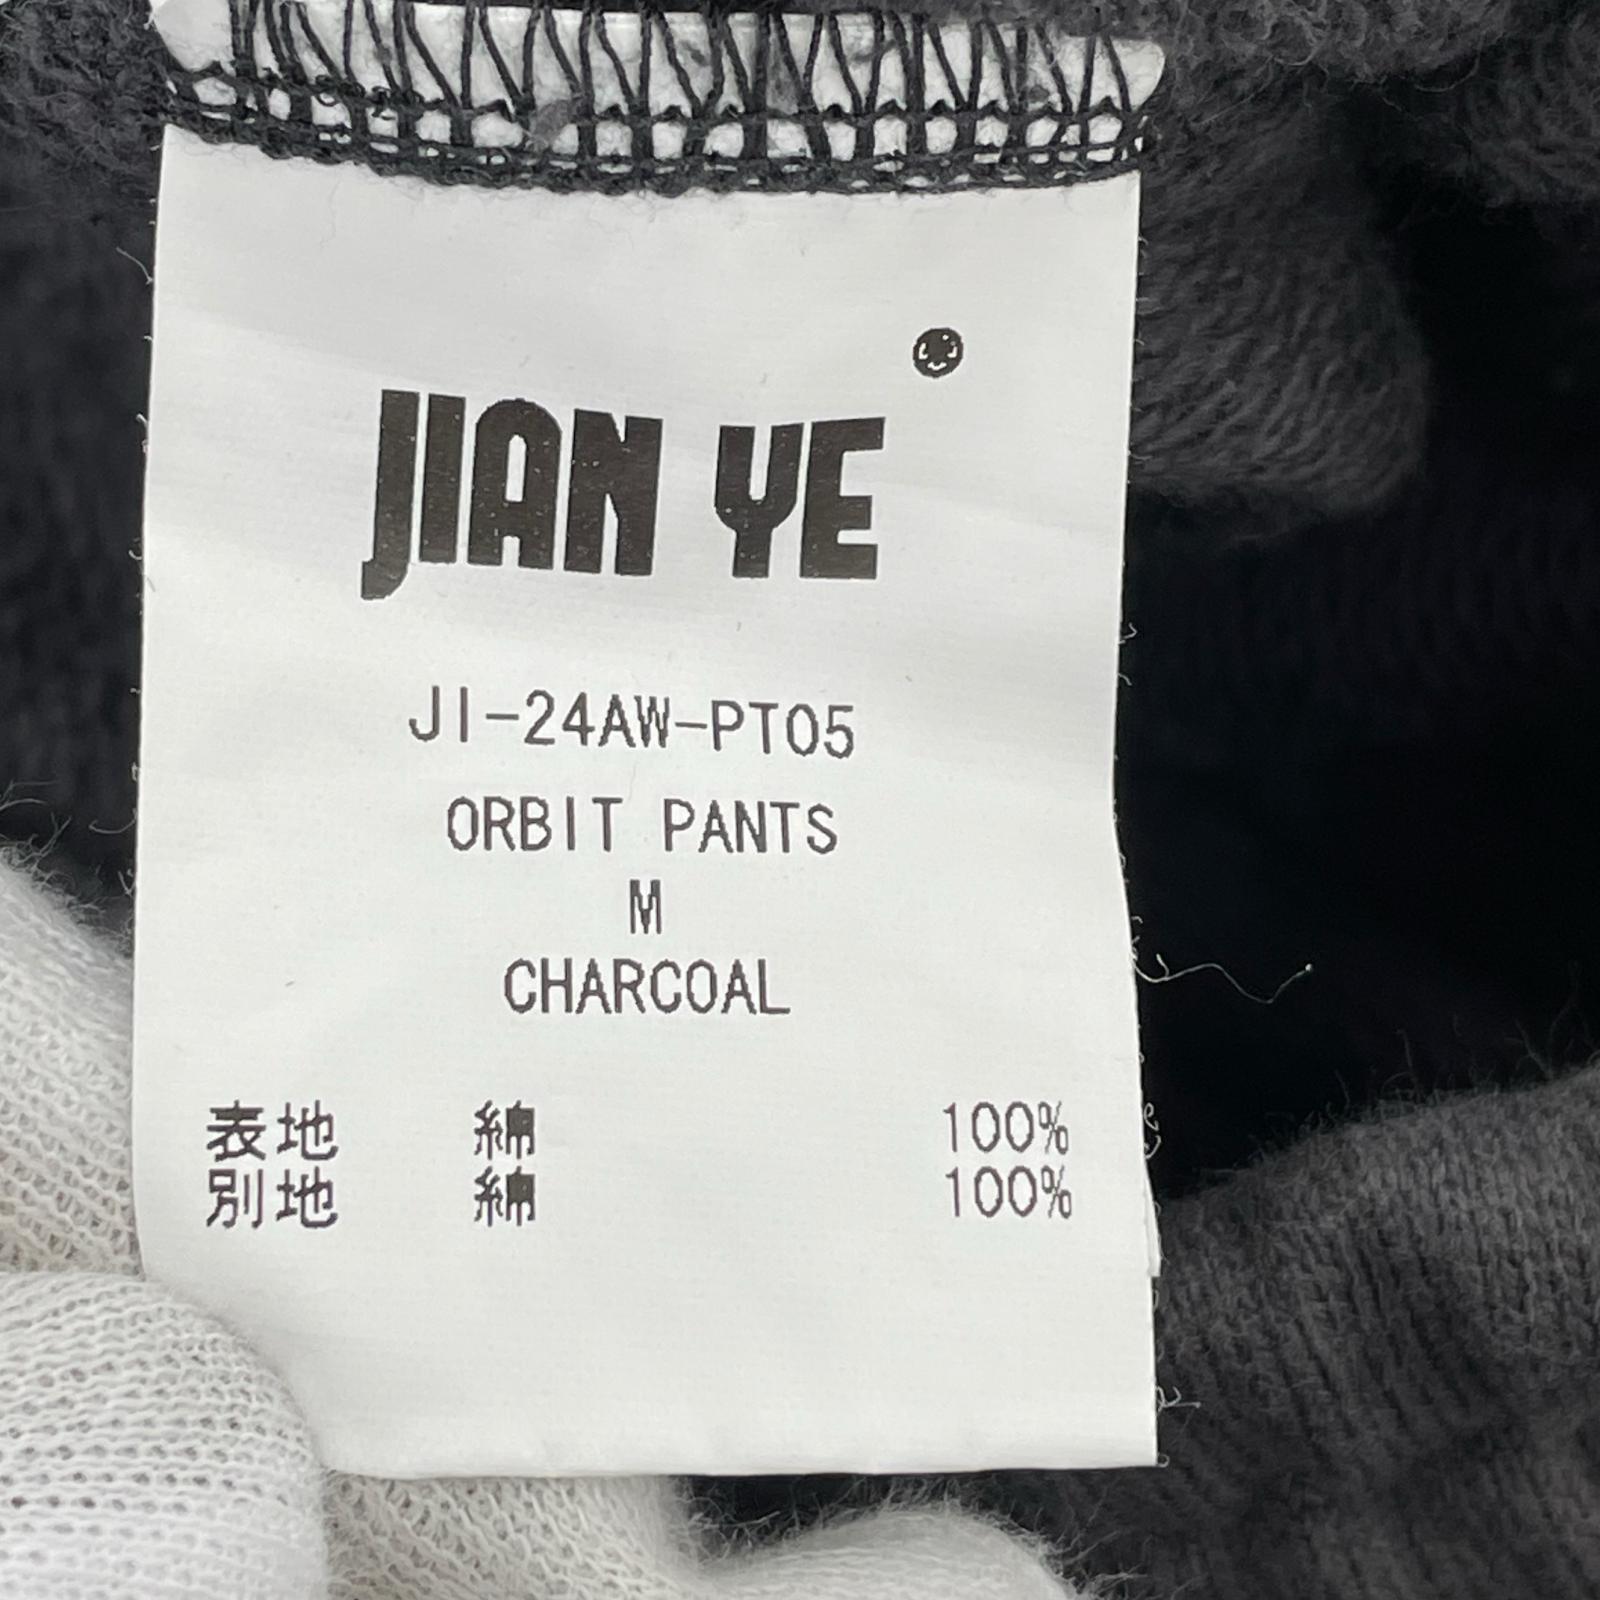 JIAN YE
JI-24AW-PT05
ORBIT PANTS
M
CHARCOAL
表地 綿 100%
別地 綿 100%